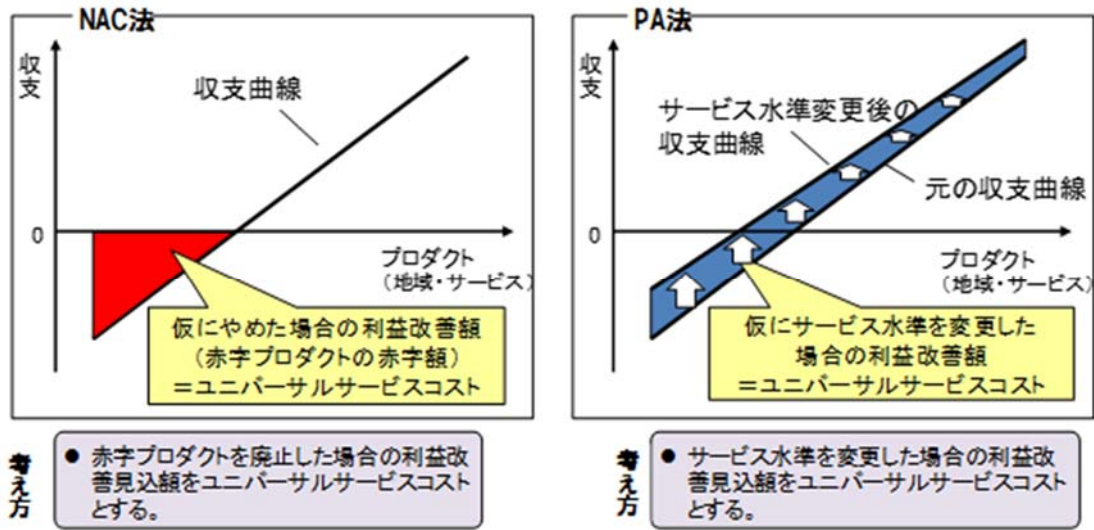 NAC法
収支
収支曲線
0
プロダクト
(地域・サービス)
仮にやめた場合の利益改善額
(赤字プロダクトの赤字額)
＝ユニバーサルサービスコスト
考え方
● 赤字プロダクトを廃止した場合の利益改
善見込額をユニバーサルサービスコスト
とする。
PA法
収支
サービス水準変更後の
収支曲線
元の収支曲線
0
プロダクト
(地域・サービス)
仮にサービス水準を変更した
場合の利益改善額
＝ユニバーサルサービスコスト
考え方
● サービス水準を変更した場合の利益改
善見込額をユニバーサルサービスコスト
とする。